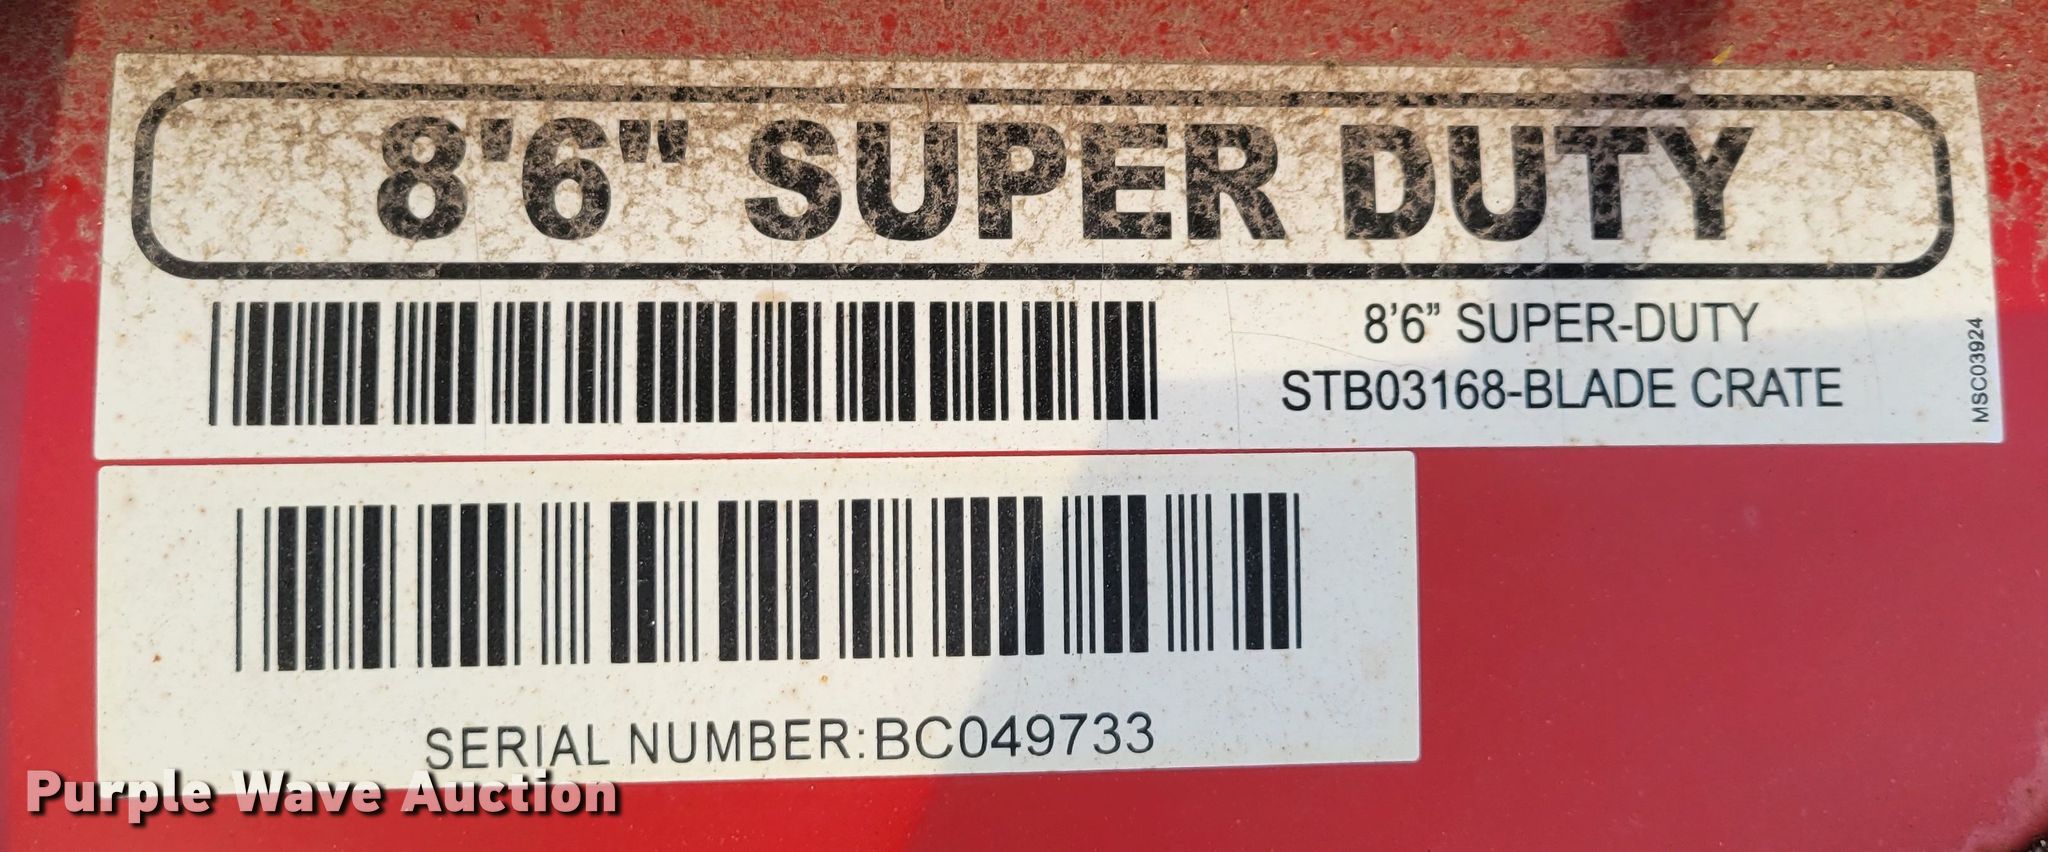 8'6" SUPER DUTY
8’6” SUPER-DUTY
STB03168-BLADE CRATE
MSC03924
SERIAL NUMBER:BC049733
Purple Wave Auction